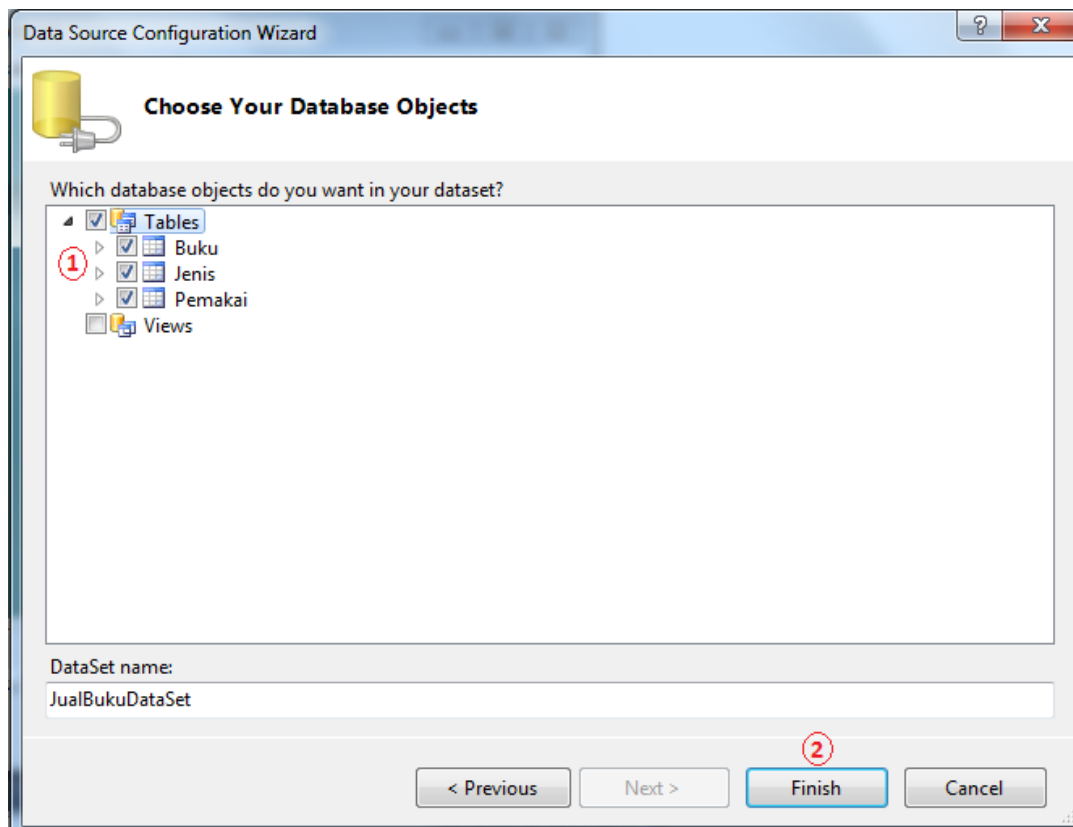 Data Source Configuration Wizard
?
X
Choose Your Database Objects
Which database objects do you want in your dataset?
Tables
Buku
①
Jenis
Pemakai
Views
DataSet name:
JualBukuDataSet
②
< Previous Next > Finish Cancel